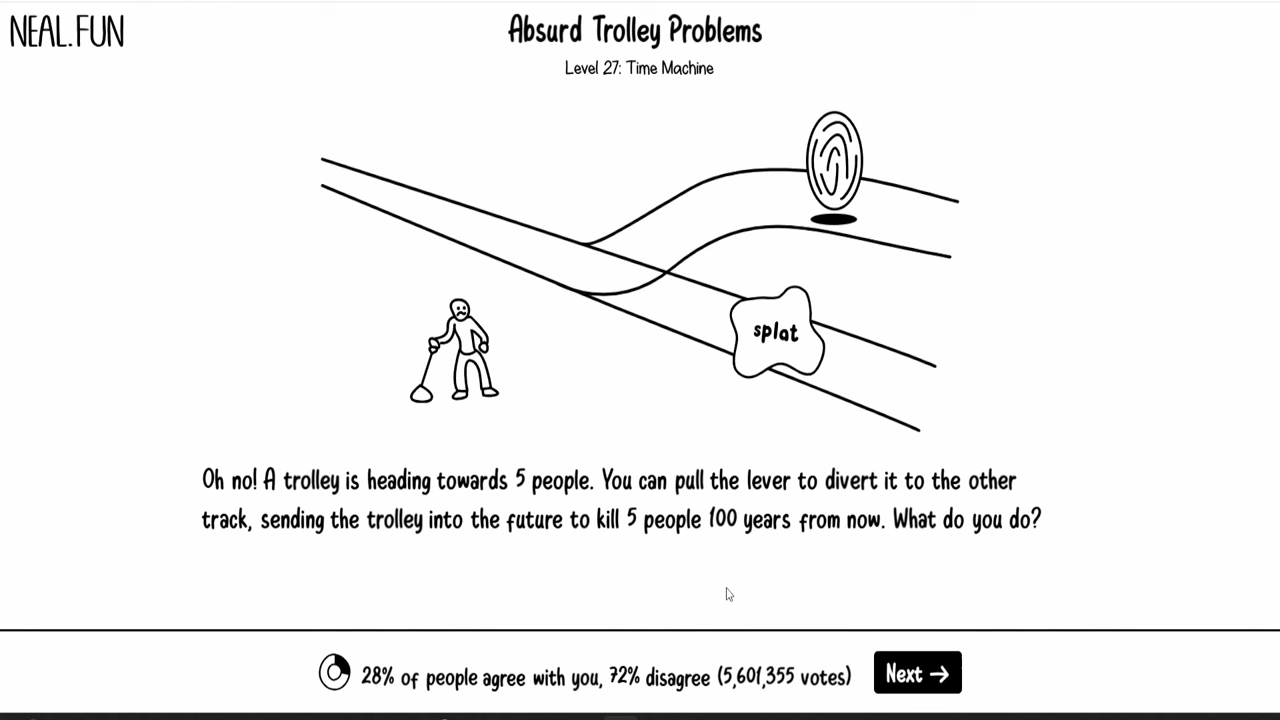 NEAL.FUN
Absurd Trolley Problems
Level 27: Time Machine
splat
Oh no! A trolley is heading towards 5 people. You can pull the lever to divert it to the other
track, sending the trolley into the future to kill 5 people 100 years from now. What do you do?
28% of people agree with you, 72% disagree (5,601,355 votes)
Next →